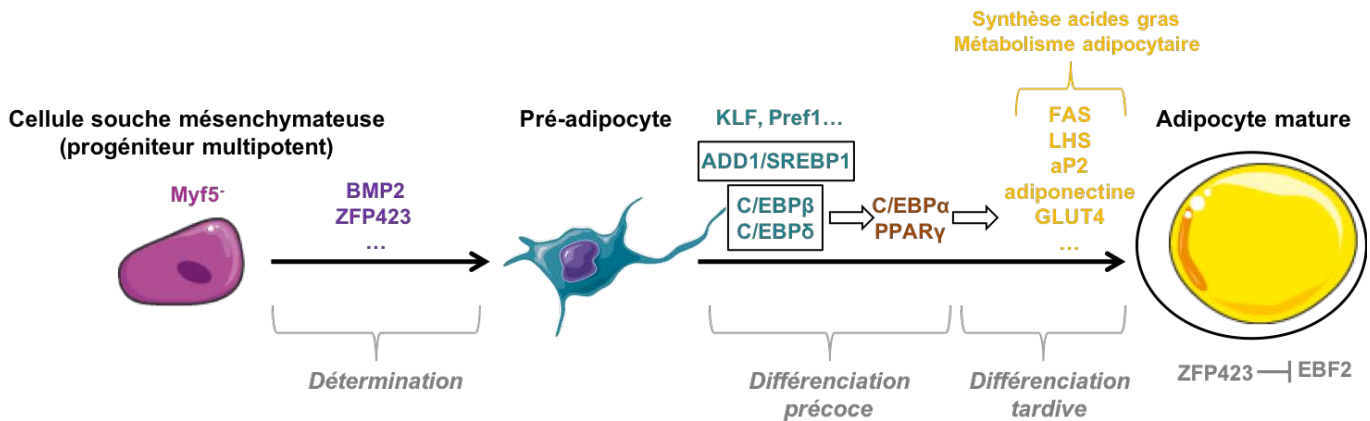 Synthèse acides gras
Métabolisme adipocytaire
Cellule souche mésenchymateuse
(progéniteur multipotent)
Myf5⁻
BMP2
ZFP423
…
Détermination
Pré-adipocyte
KLF, Pref1…
ADD1/SREBP1
C/EBPβ
C/EBPδ
C/EBPα
PPARγ
Différenciation
précoce
FAS
LHS
aP2
adiponectine
GLUT4
…
Différenciation
tardive
Adipocyte mature
ZFP423 EBF2